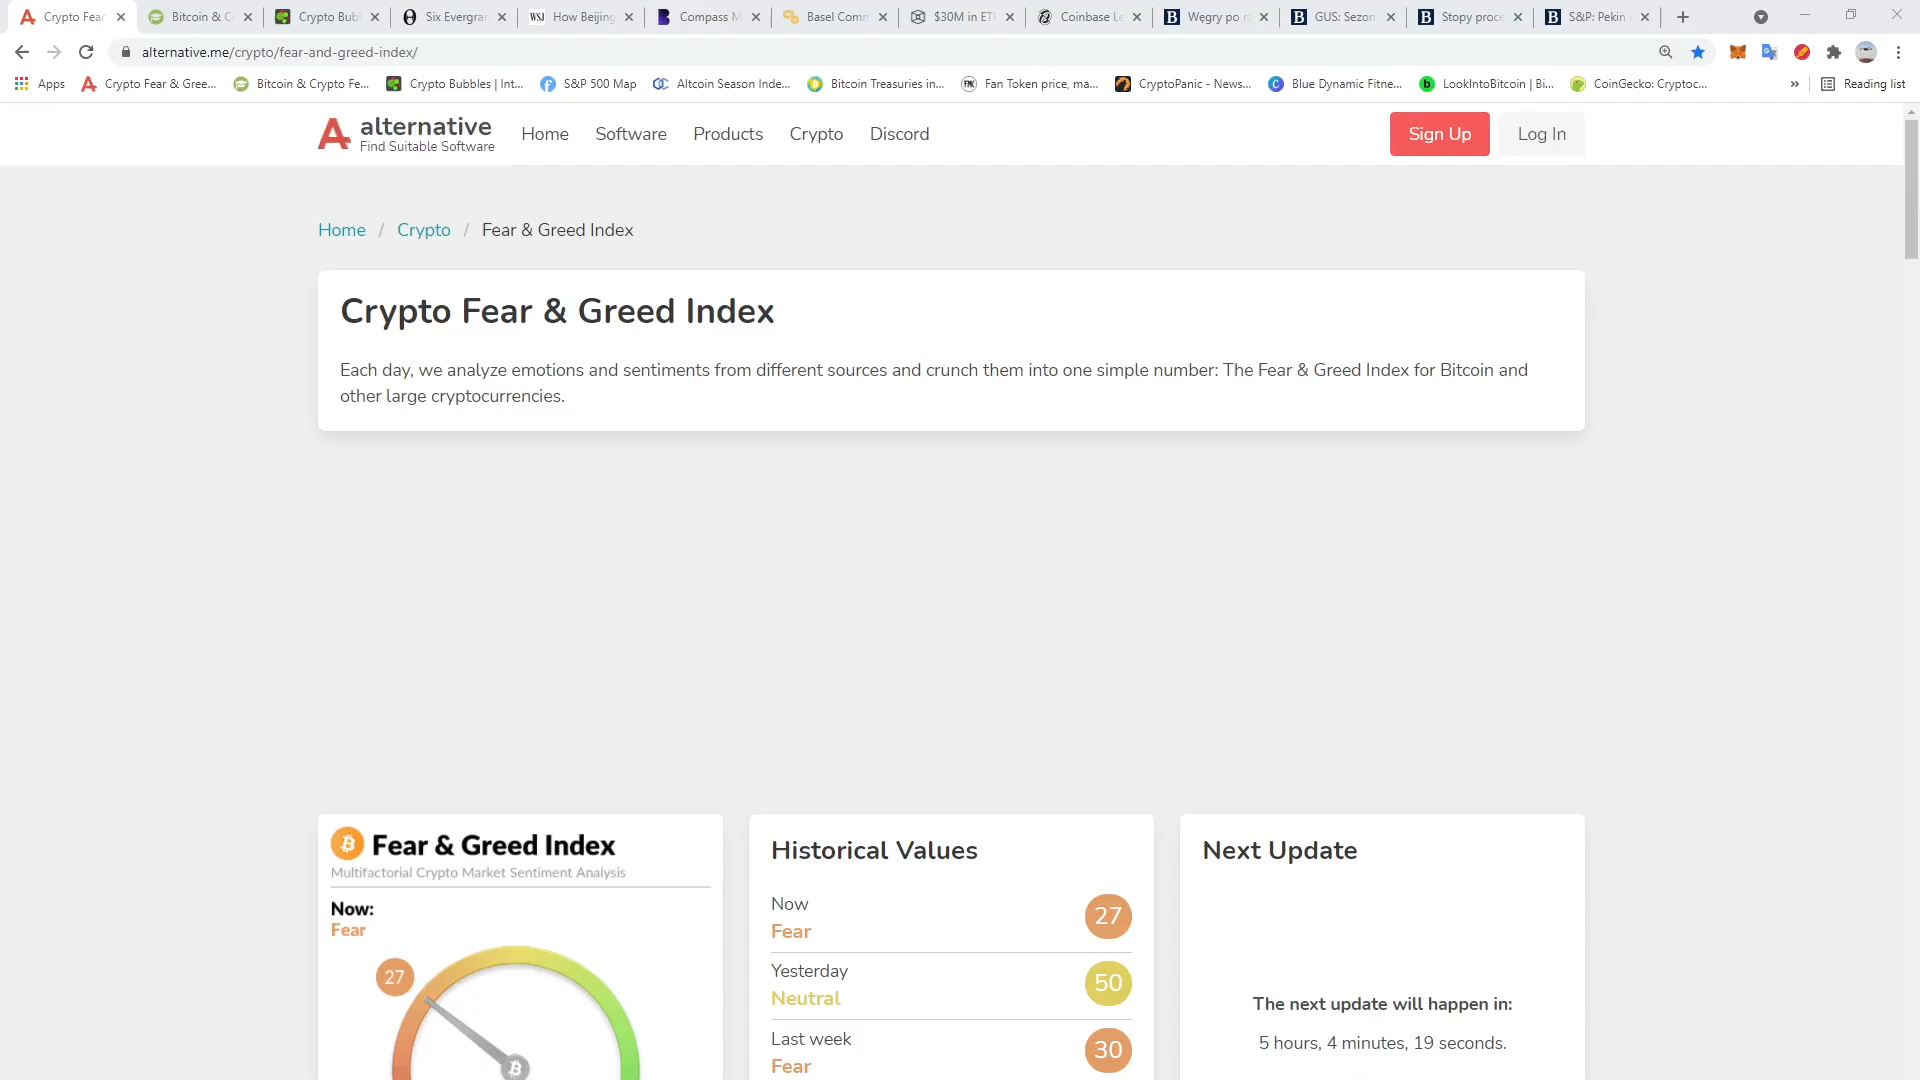 Crypto Fear
Bitcoin & C
Crypto Bubl
Six Evergran
WSJ How Beijing
Compass M
Basel Comm
$30M in ET
Coinbase Le
B Węgry po r
B GUS: Sezon
B Stopy proce
B S&P: Pekin
alternative.me/crypto/fear-and-greed-index/
Apps
Crypto Fear & Gree...
Bitcoin & Crypto Fe...
Crypto Bubbles | Int...
S&P 500 Map
Altcoin Season Inde...
Bitcoin Treasuries in...
Fan Token price, ma...
CryptoPanic - News...
Blue Dynamic Fitne...
LookIntoBitcoin | Bi...
CoinGecko: Cryptoc...
»
Reading list
alternative
Find Suitable Software
Home
Software
Products
Crypto
Discord
Sign Up
Log In
Home / Crypto / Fear & Greed Index
Crypto Fear & Greed Index
Each day, we analyze emotions and sentiments from different sources and crunch them into one simple number: The Fear & Greed Index for Bitcoin and
other large cryptocurrencies.
Fear & Greed Index
Multifactorial Crypto Market Sentiment Analysis
Now:
Fear
27
Historical Values
Now
Fear
27
Yesterday
Neutral
50
Last week
Fear
30
Next Update
The next update will happen in:
5 hours, 4 minutes, 19 seconds.